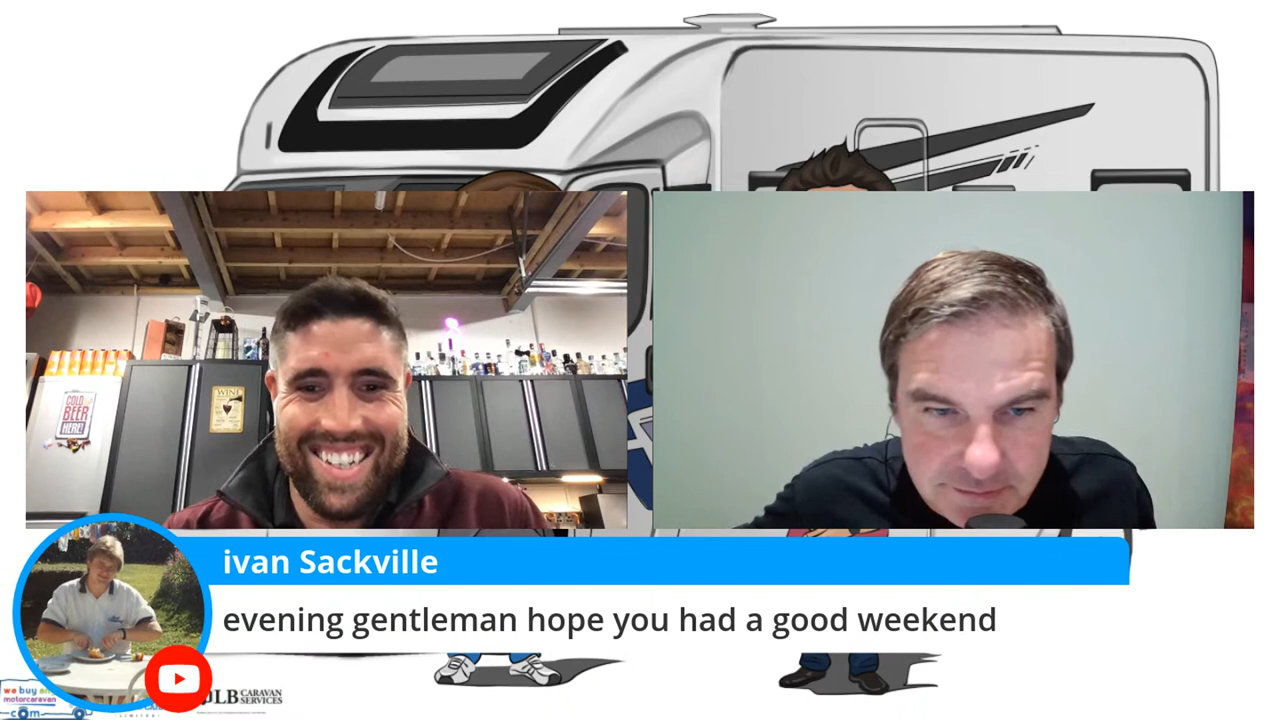 COLD
BEER
HERE!
WINE
ivan Sackville
evening gentleman hope you had a good weekend
we buy any
motorcaravan
.com
LB CARAVAN
SERVICES